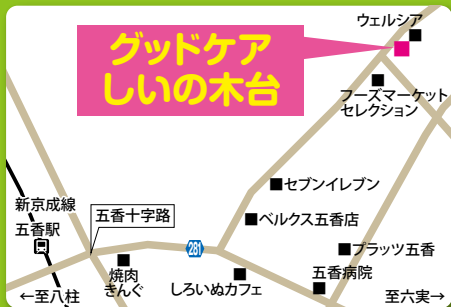 ウェルシア
グッドケア
しいの木台
フーズマーケット
セレクション
セブンイレブン
新京成線
五香十字路
ベルクス五香店
五香駅
281
プラッツ五香
焼肉
きんぐ
しろいぬカフェ
五香病院
←至八柱
至六実→